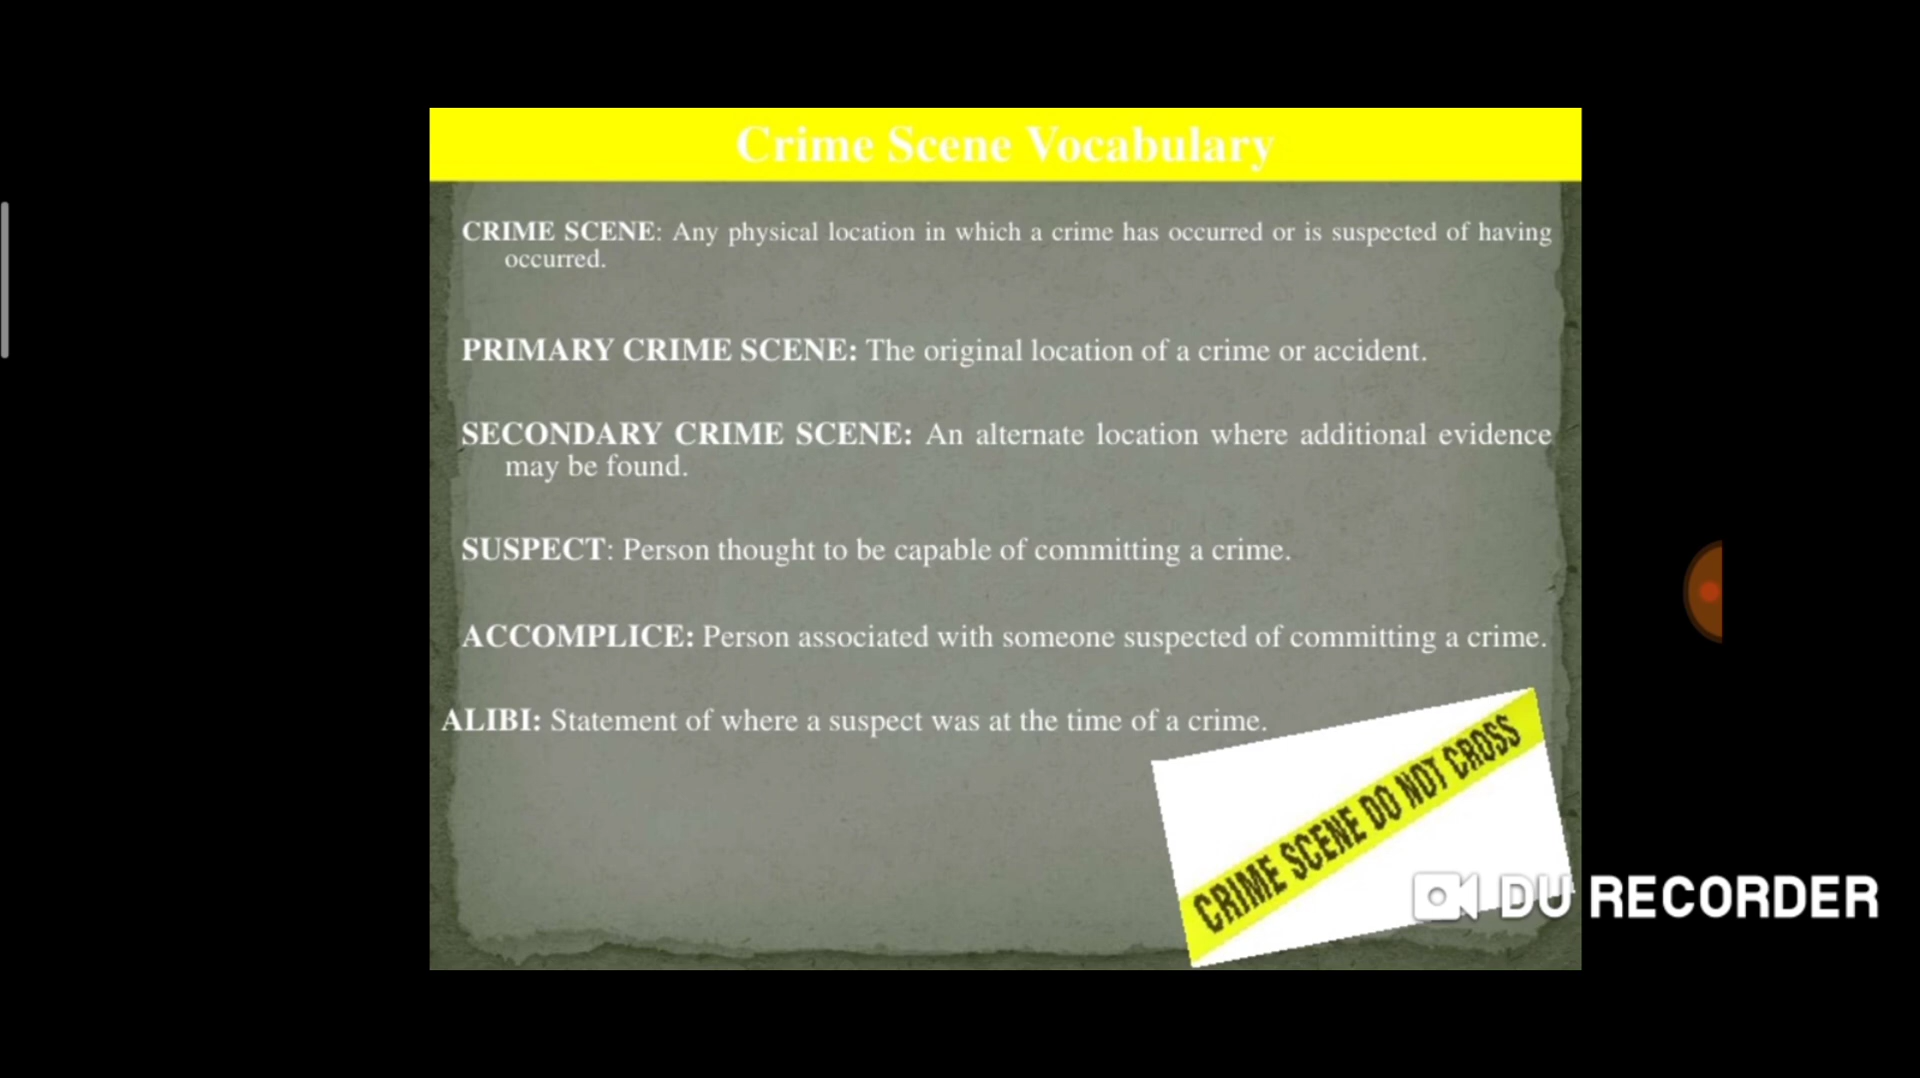 Crime Scene Vocabulary
CRIME SCENE: Any physical location in which a crime has occurred or is suspected of having
occurred.
PRIMARY CRIME SCENE: The original location of a crime or accident.
SECONDARY CRIME SCENE: An alternate location where additional evidence
may be found.
SUSPECT: Person thought to be capable of committing a crime.
ACCOMPLICE: Person associated with someone suspected of committing a crime.
ALIBI: Statement of where a suspect was at the time of a crime.
CRIME SCENE DO NOT CROSS
DU RECORDER